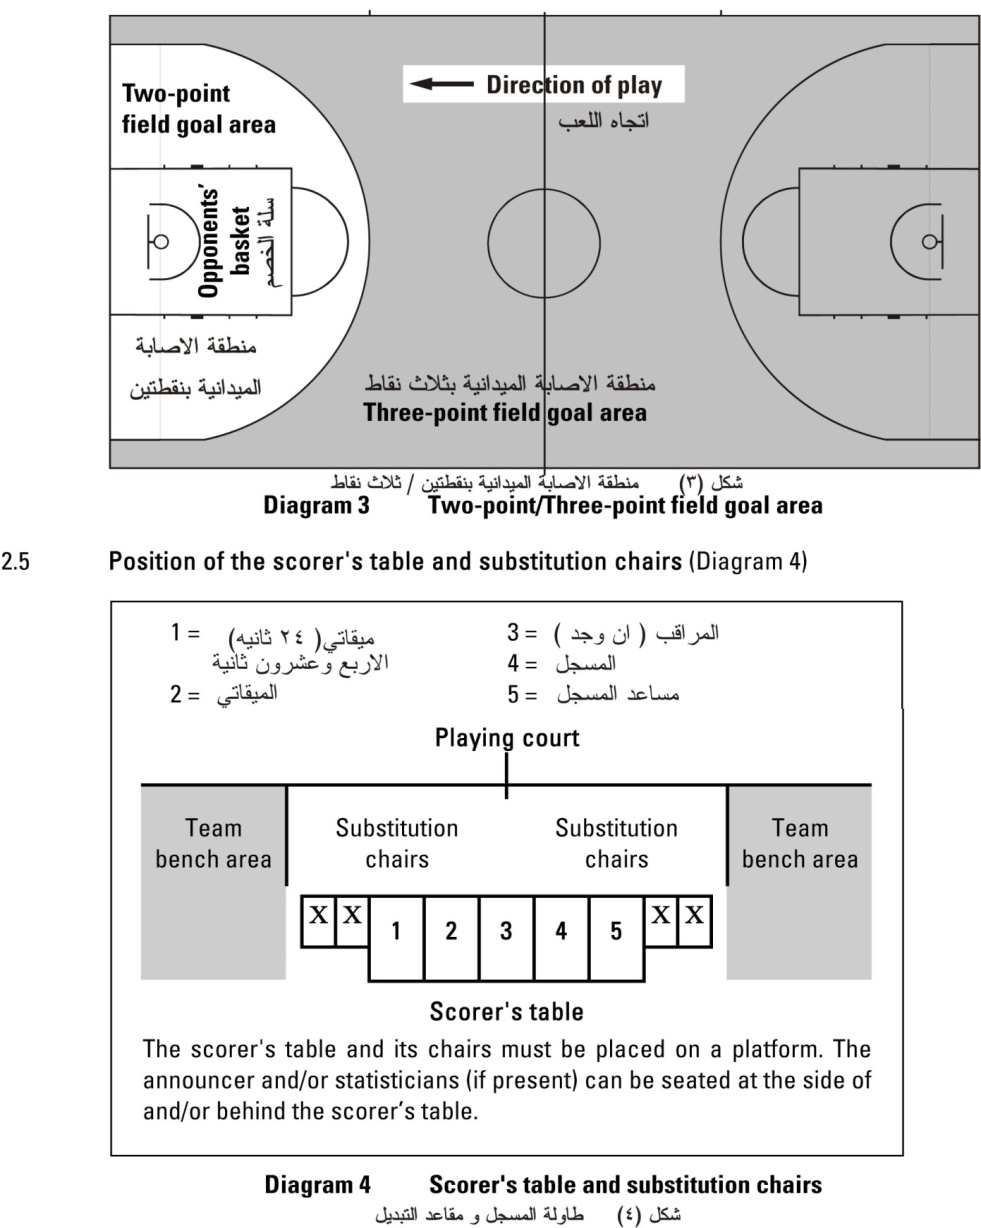 Two-point
field goal area
Direction of play
اتجاه اللعب
Opponents'
basket
سلة الخصم
منطقة الاصابة
الميدانية بنقطتين
منطقة الاصابة الميدانية بثلاث نقاط
Three-point field goal area
شكل (٣) منطقة الاصابة الميدانية بنقطتين / ثلاث نقاط
Diagram 3 Two-point/Three-point field goal area
2.5 Position of the scorer's table and substitution chairs (Diagram 4)
1 = ميقاتي( ٢٤ ثانيه)
الاربع وعشرون ثانية
2 = الميقاتي
3 = المراقب ( ان وجد )
4 = المسجل
5 = مساعد المسجل
Playing court
Team
bench area
Substitution
chairs
Substitution
chairs
Team
bench area
X X 1 2 3 4 5 X X
Scorer's table
The scorer's table and its chairs must be placed on a platform. The
announcer and/or statisticians (if present) can be seated at the side of
and/or behind the scorer's table.
Diagram 4 Scorer's table and substitution chairs
شكل (٤) طاولة المسجل و مقاعد التبديل